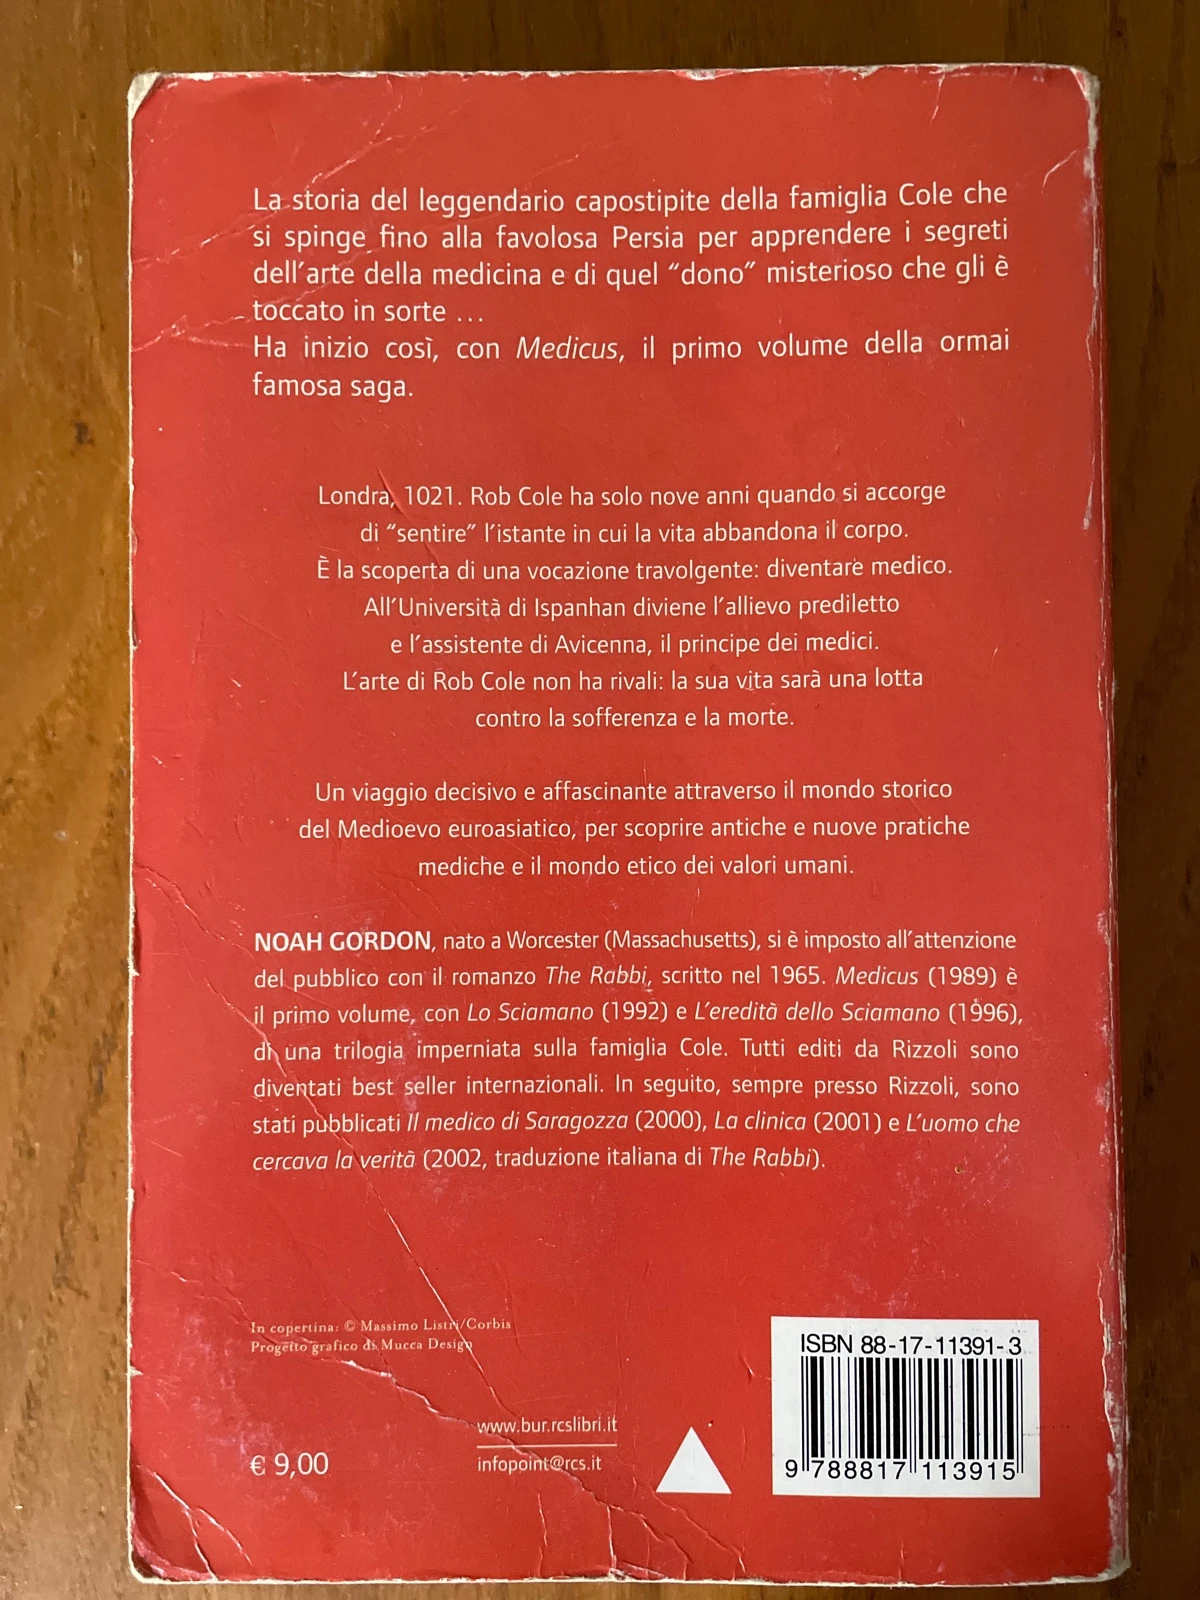 La storia del leggendario capostipite della famiglia Cole che
si spinge fino alla favolosa Persia per apprendere i segreti
dell'arte della medicina e di quel “dono” misterioso che gli è
toccato in sorte ...
Ha inizio così, con Medicus, il primo volume della ormai
famosa saga.
Londra, 1021. Rob Cole ha solo nove anni quando si accorge
di “sentire” l'istante in cui la vita abbandona il corpo.
È la scoperta di una vocazione travolgente: diventare medico.
All'Università di Ispanhan diviene l'allievo prediletto
e l'assistente di Avicenna, il principe dei medici.
L'arte di Rob Cole non ha rivali: la sua vita sarà una lotta
contro la sofferenza e la morte.
Un viaggio decisivo e affascinante attraverso il mondo storico
del Medioevo euroasiatico, per scoprire antiche e nuove pratiche
mediche e il mondo etico dei valori umani.
NOAH GORDON, nato a Worcester (Massachusetts), si è imposto all'attenzione
del pubblico con il romanzo The Rabbi, scritto nel 1965. Medicus (1989) è
il primo volume, con Lo Sciamano (1992) e L'eredità dello Sciamano (1996),
di una trilogia imperniata sulla famiglia Cole. Tutti editi da Rizzoli sono
diventati best seller internazionali. In seguito, sempre presso Rizzoli, sono
stati pubblicati Il medico di Saragozza (2000), La clinica (2001) e L'uomo che
cercava la verità (2002, traduzione italiana di The Rabbi).
In copertina: © Massimo Listri/Corbis
Progetto grafico di Mucca Design
€ 9,00
www.bur.rcslibri.it
infopoint@rcs.it
ISBN 88-17-11391-3
9 788817 113915